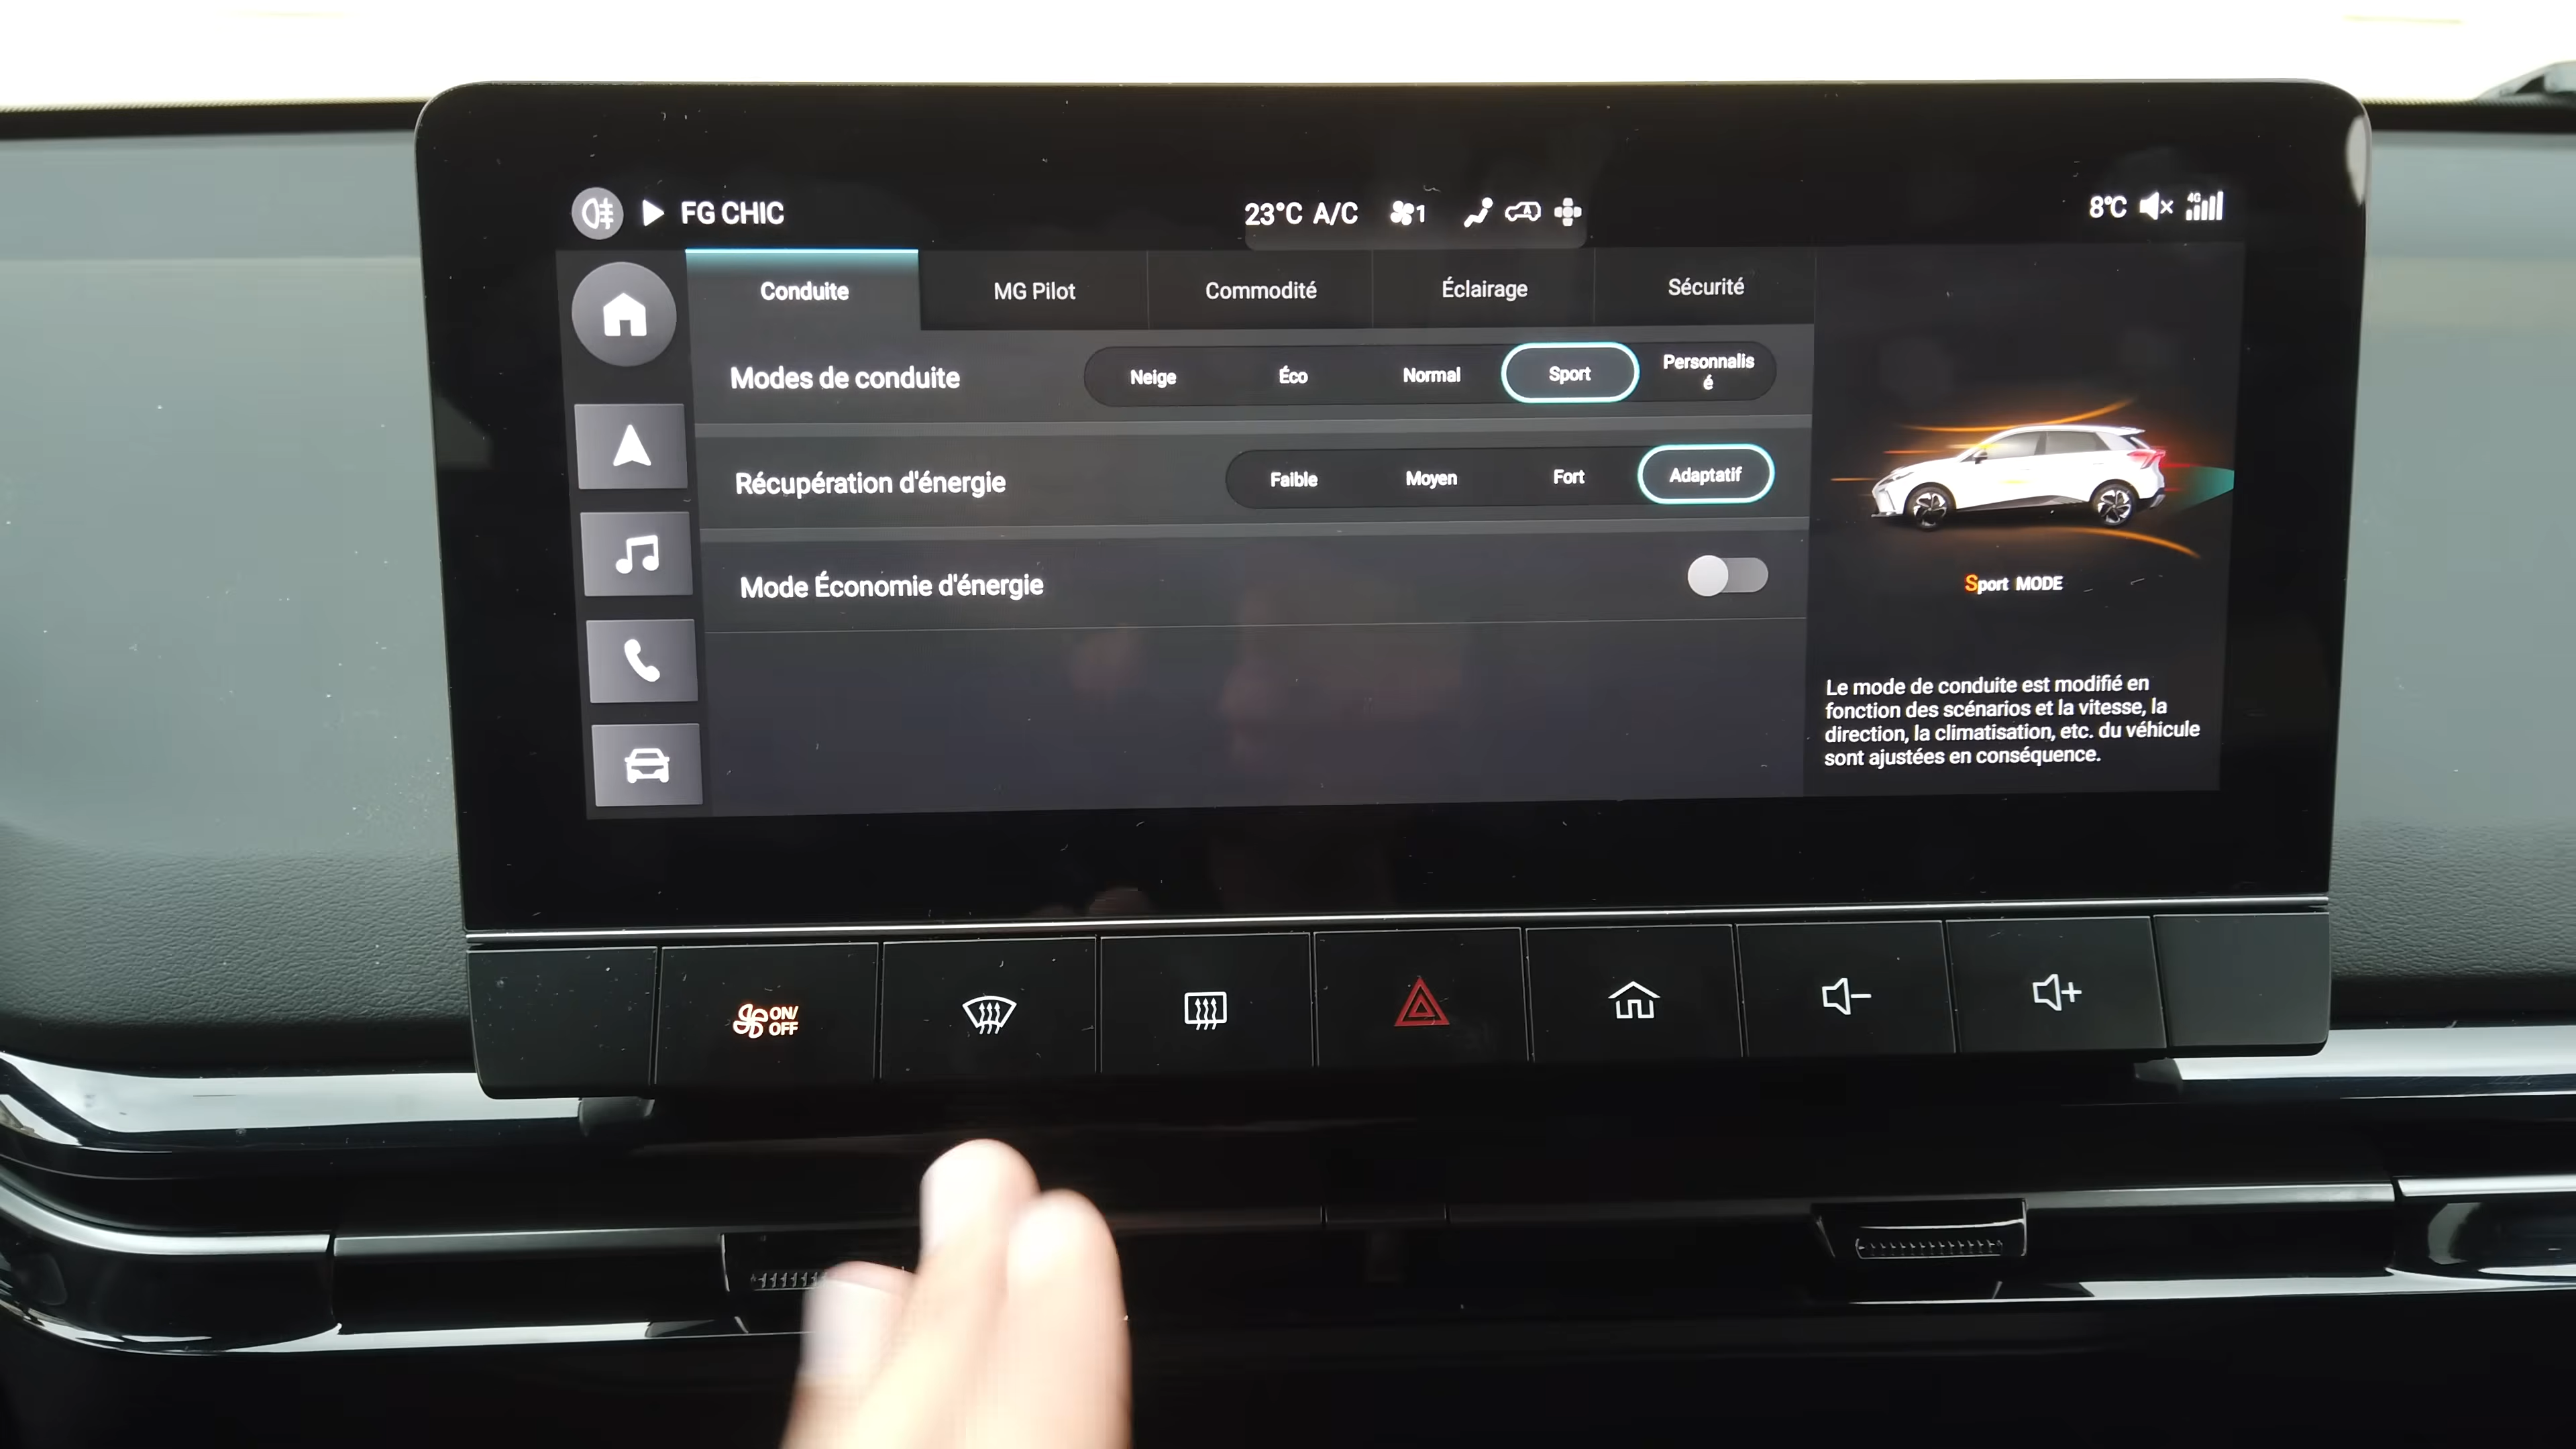 FG CHIC
23°C A/C 1
8℃ 4G
Conduite
MG Pilot
Commodité
Éclairage
Sécurité
Modes de conduite
Neige
Éco
Normal
Sport
Personnalis
é
Récupération d'énergie
Faible
Moyen
Fort
Adaptatif
Mode Économie d'énergie
Sport MODE
Le mode de conduite est modifié en
fonction des scénarios et la vitesse, la
direction, la climatisation, etc. du véhicule
sont ajustées en conséquence.
ON/
OFF